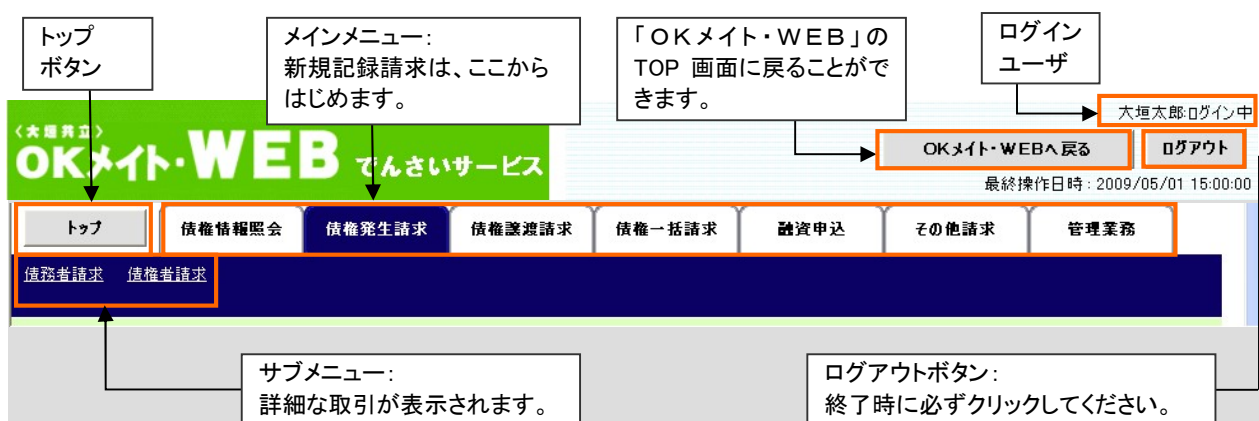 トップ
ボタン
メインメニュー：
新規記録請求は、ここから
はじめます。
「ＯＫメイト・ＷＥＢ」の
TOP 画面に戻ることがで
きます。
ログイン
ユーザ
大垣太郎:ログイン中
〈大垣共立〉
OKメイト・WEB でんさいサービス
OKメイト・WEBへ戻る ログアウト
最終操作日時：2009/05/01 15:00:00
トップ 債権情報照会 債権発生請求 債権譲渡請求 債権一括請求 融資申込 その他請求 管理業務
債務者請求 債権者請求
サブメニュー：
詳細な取引が表示されます。
ログアウトボタン：
終了時に必ずクリックしてください。